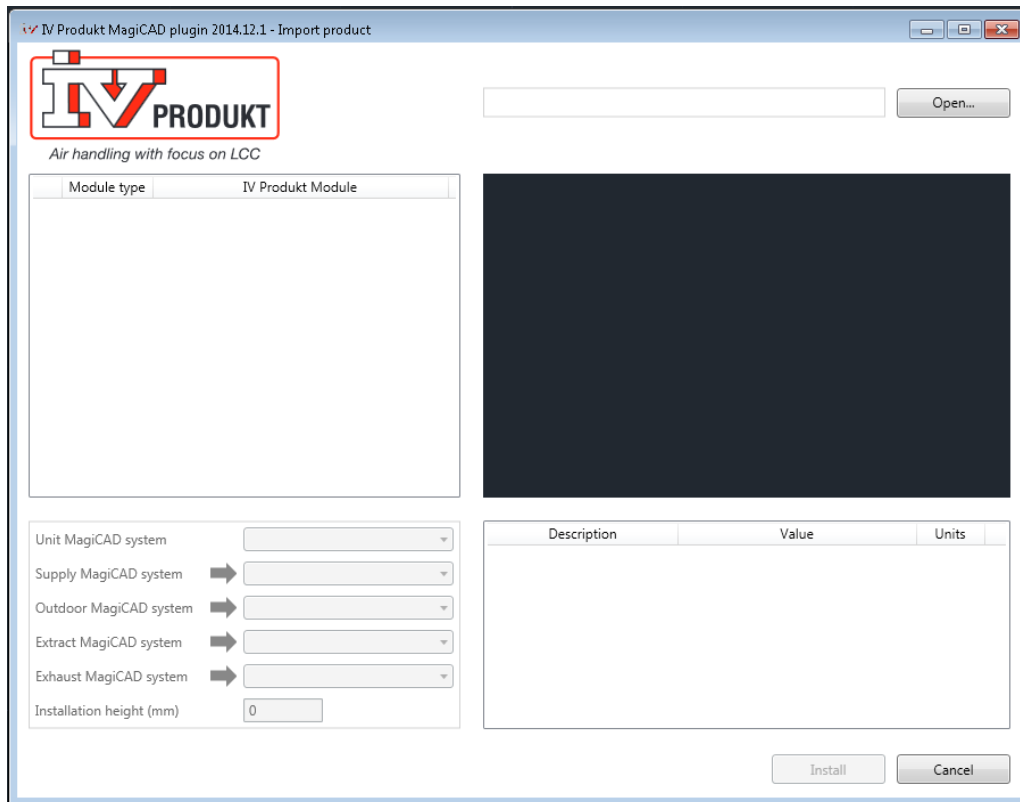 IV Produkt MagiCAD plugin 2014.12.1 - Import product
IV PRODUKT
Air handling with focus on LCC
Open...
Module type IV Produkt Module
Unit MagiCAD system
Supply MagiCAD system
Outdoor MagiCAD system
Extract MagiCAD system
Exhaust MagiCAD system
Installation height (mm) 0
Description Value Units
Install Cancel